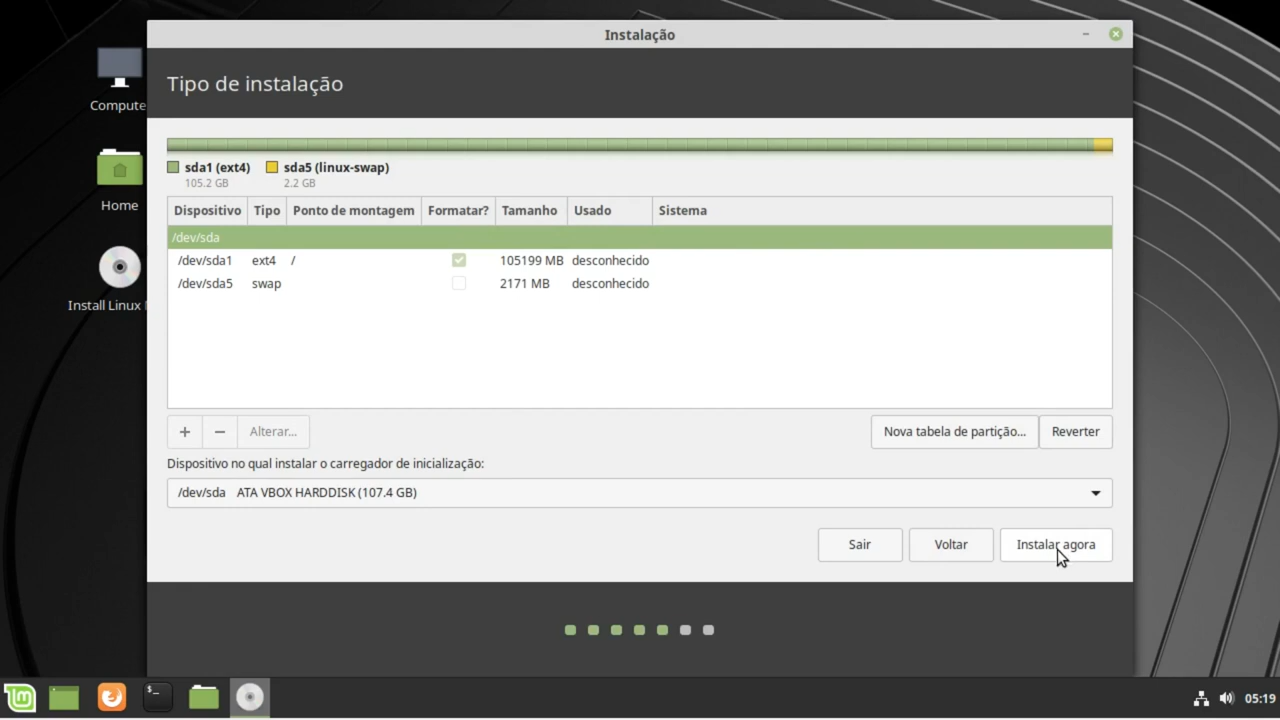 Instalação
Tipo de instalação
Compute
Home
Install Linux
sda1 (ext4) sda5 (linux-swap)
105.2 GB 2.2 GB
Dispositivo Tipo Ponto de montagem Formatar? Tamanho Usado Sistema
/dev/sda
/dev/sda1 ext4 / 105199 MB desconhecido
/dev/sda5 swap 2171 MB desconhecido
+ − Alterar... Nova tabela de partição... Reverter
Dispositivo no qual instalar o carregador de inicialização:
/dev/sda ATA VBOX HARDDISK (107.4 GB)
Sair Voltar Instalar agora
$_
05:19